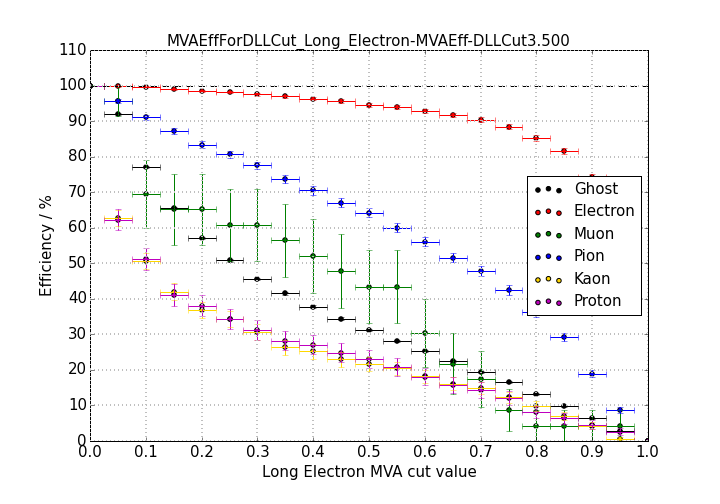 MVAEffForDLLCut_Long_Electron-MVAEff-DLLCut3.500
110
100
90
80
70
60
50
40
30
20
10
0
Efficiency / %
Ghost
Electron
Muon
Pion
Kaon
Proton
0.0 0.1 0.2 0.3 0.4 0.5 0.6 0.7 0.8 0.9 1.0
Long Electron MVA cut value